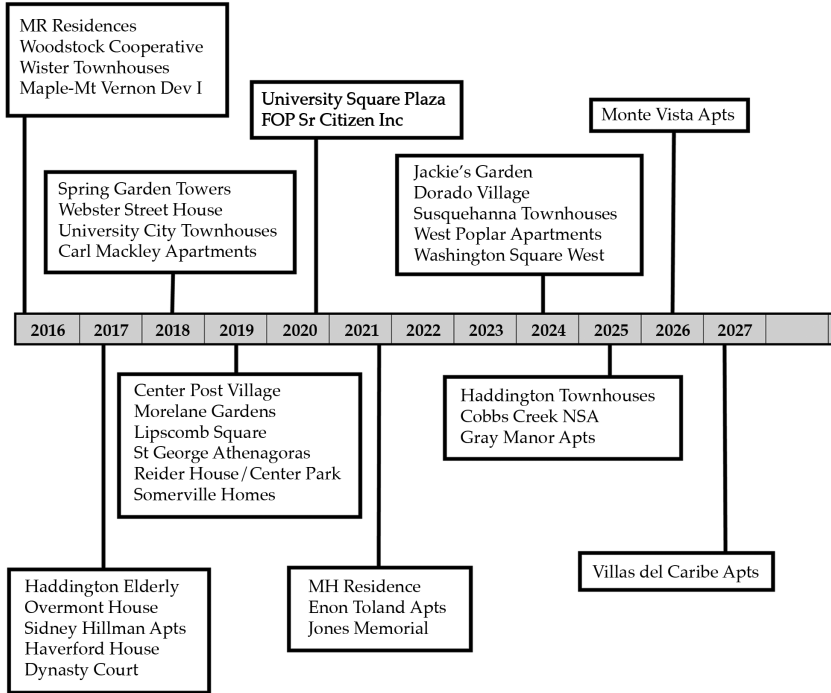 MR Residences
Woodstock Cooperative
Wister Townhouses
Maple-Mt Vernon Dev I
University Square Plaza
FOP Sr Citizen Inc
Monte Vista Apts
Spring Garden Towers
Webster Street House
University City Townhouses
Carl Mackley Apartments
Jackie's Garden
Dorado Village
Susquehanna Townhouses
West Poplar Apartments
Washington Square West
2016 2017 2018 2019 2020 2021 2022 2023 2024 2025 2026 2027
Center Post Village
Morelane Gardens
Lipscomb Square
St George Athenagoras
Reider House/Center Park
Somerville Homes
Haddington Townhouses
Cobbs Creek NSA
Gray Manor Apts
Haddington Elderly
Overmont House
Sidney Hillman Apts
Haverford House
Dynasty Court
MH Residence
Enon Toland Apts
Jones Memorial
Villas del Caribe Apts